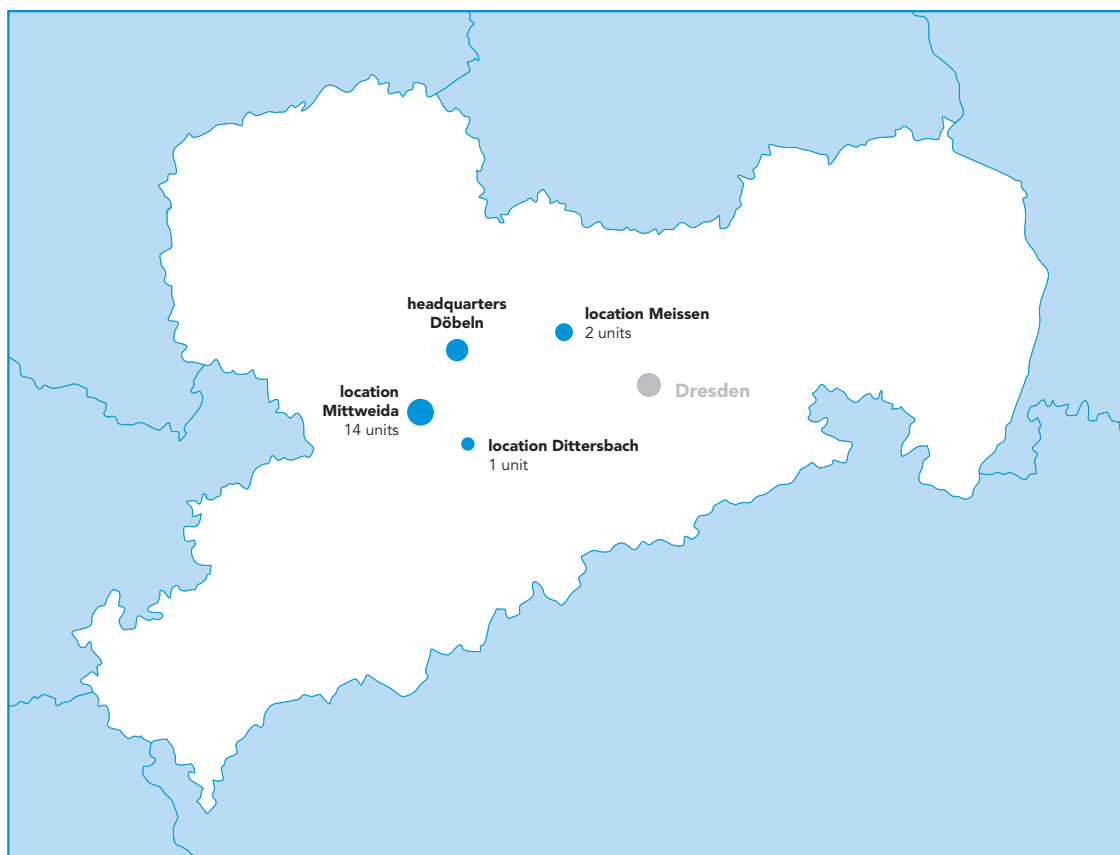 headquarters
Döbeln
location Meissen
2 units
Dresden
location
Mittweida
14 units
location Dittersbach
1 unit